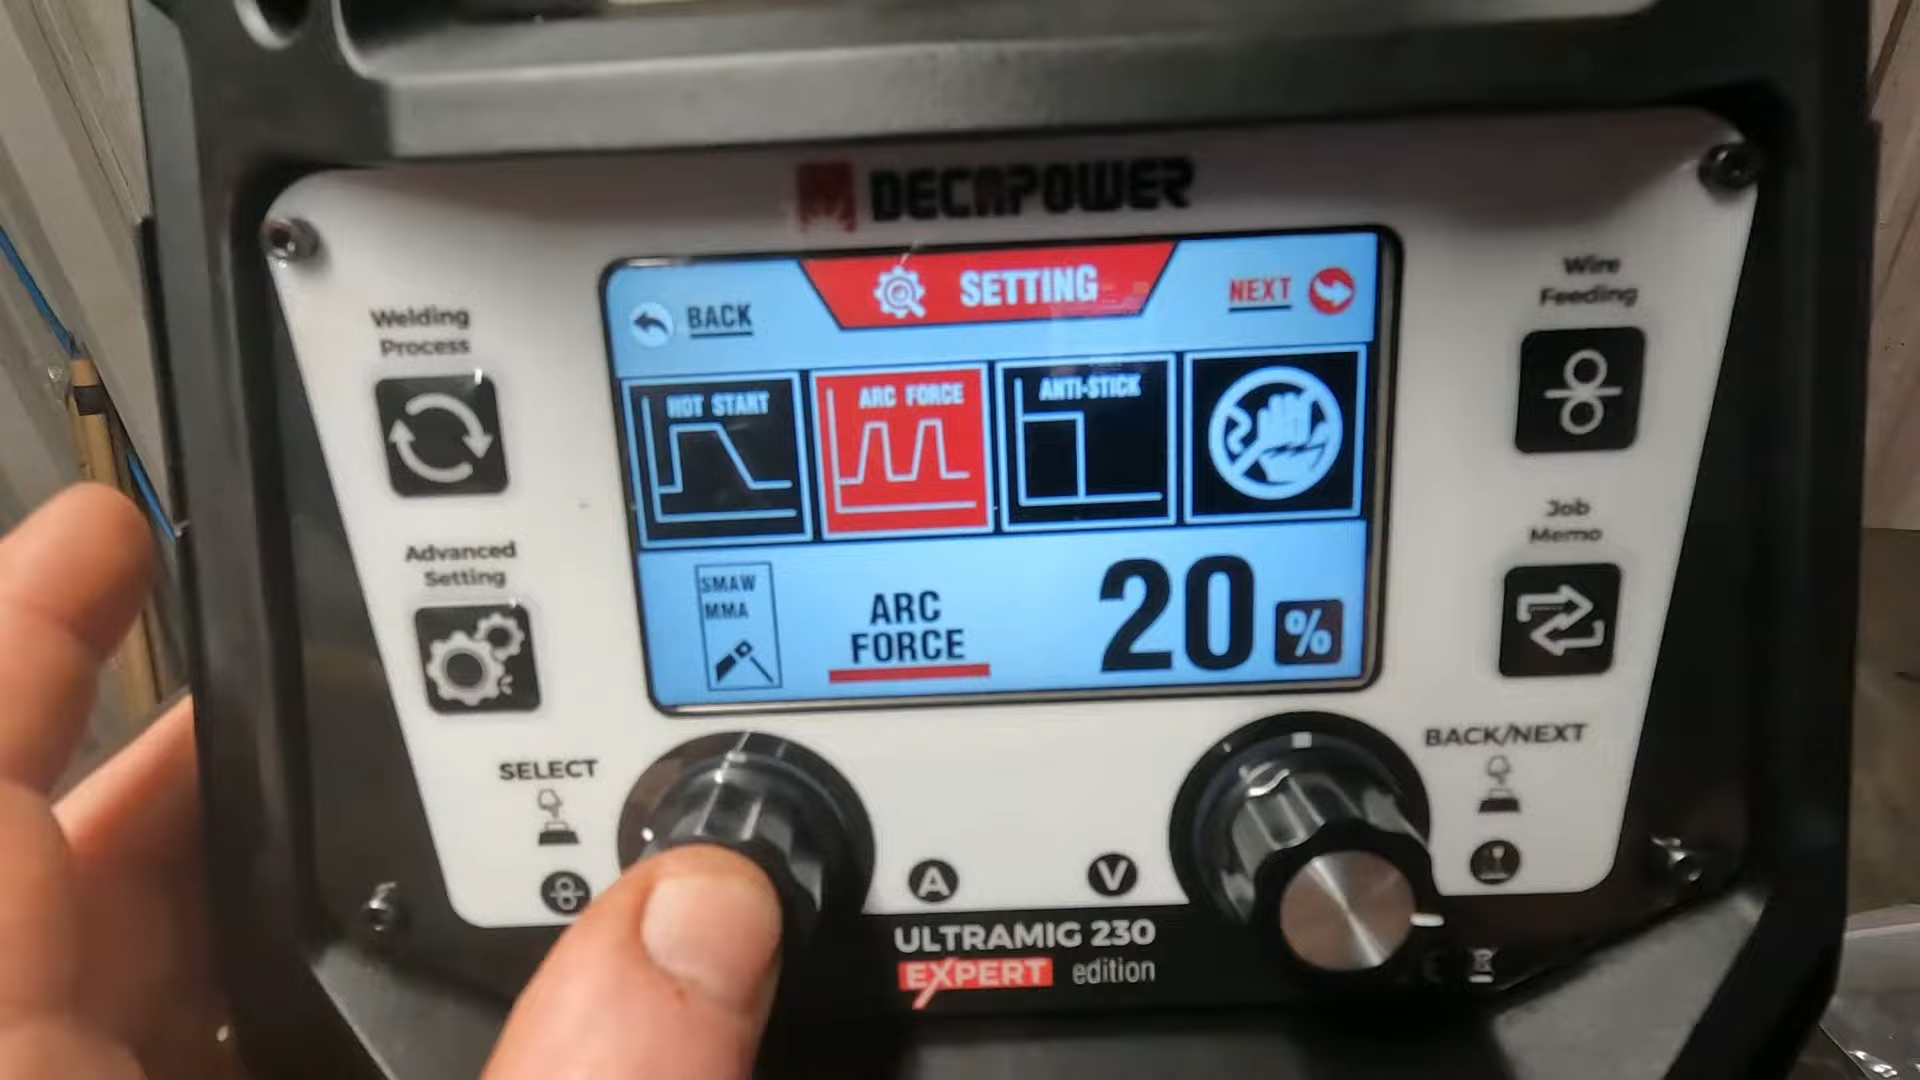 DECAPOWER
BACK
SETTING
NEXT
HOT START
ARC FORCE
ANTI-STICK
SMAW
MMA
ARC
FORCE
20 %
Welding
Process
Advanced
Setting
Wire
Feeding
Job
Memo
SELECT
BACK/NEXT
A
V
ULTRAMIG 230
EXPERT edition